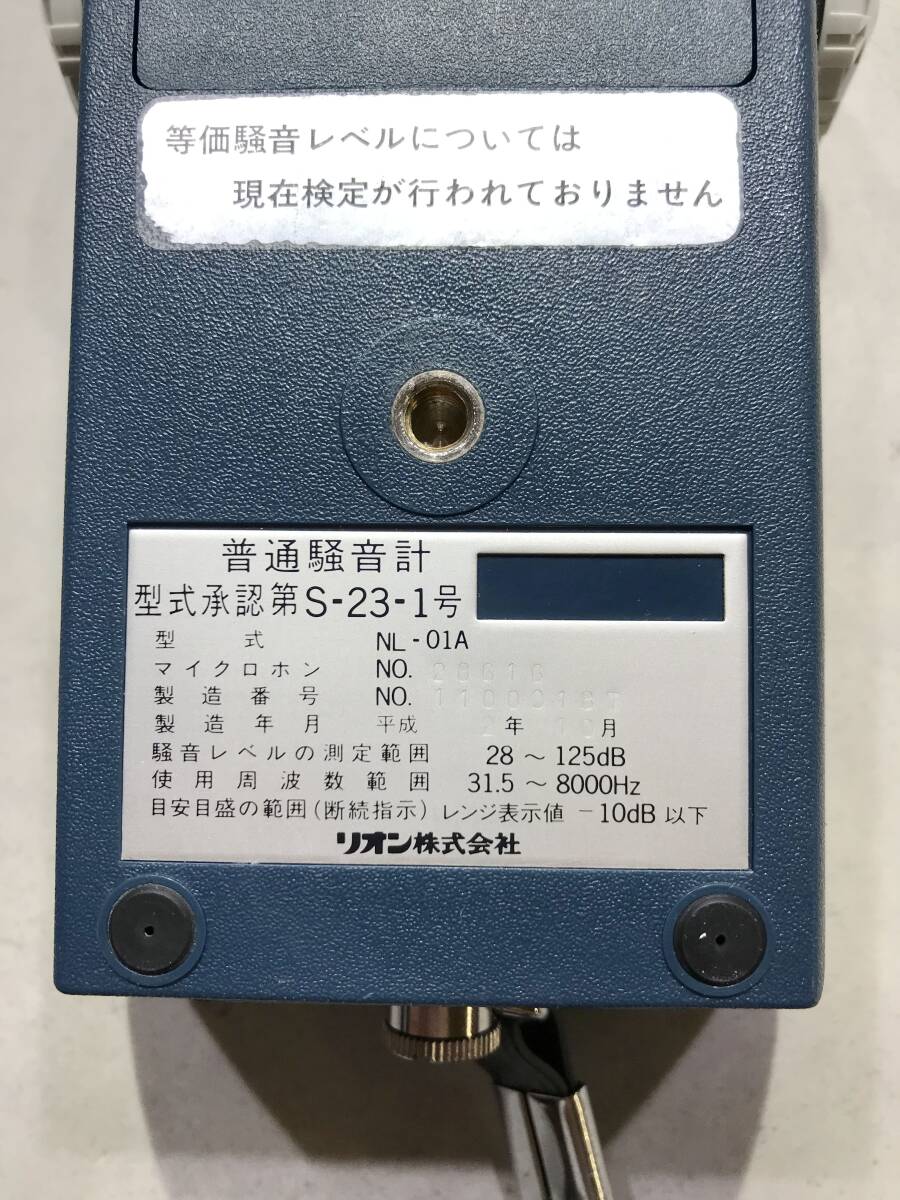 等価騒音レベルについては
現在検定が行われておりません
普通騒音計
型式承認第S-23-1号
型式 NL-01A
マイクロホン NO. 28616
製造番号 NO.
製造年月 平成 2年 10月
騒音レベルの測定範囲 28～125dB
使用周波数範囲 31.5～8000Hz
目安目盛の範囲(断続指示) レンジ表示値 -10dB 以下
リオン株式会社